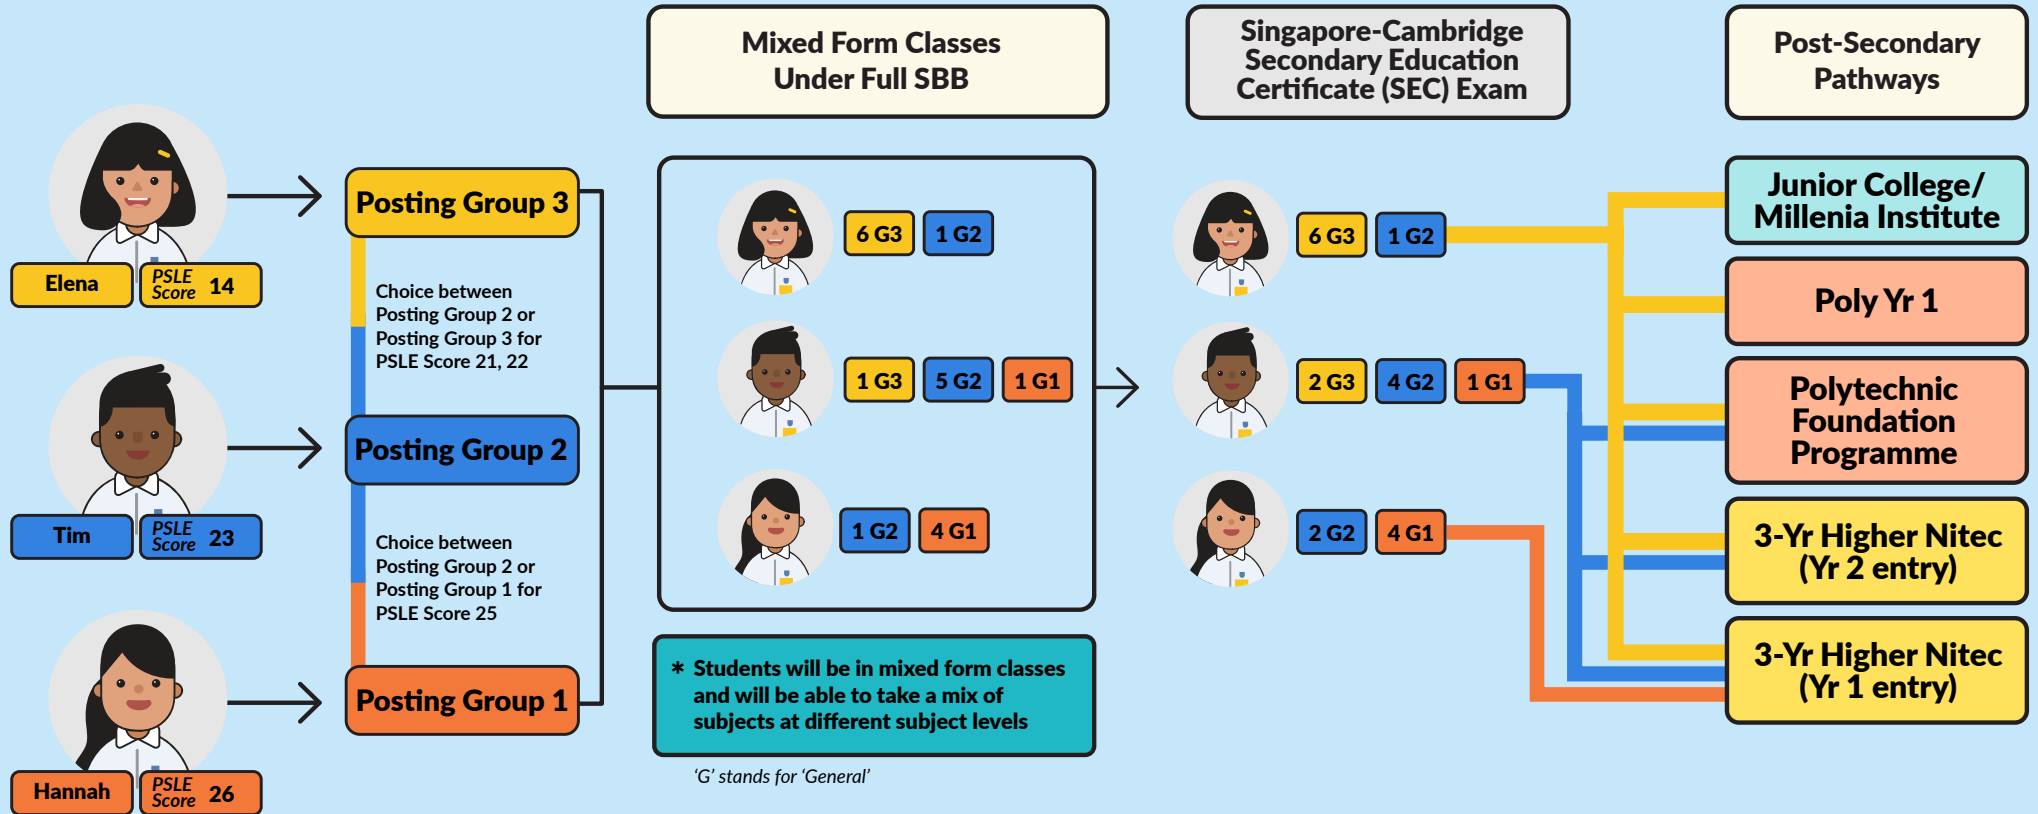 Mixed Form Classes
Under Full SBB
Singapore-Cambridge
Secondary Education
Certificate (SEC) Exam
Post-Secondary
Pathways
Elena
PSLE
Score 14
Posting Group 3
Choice between
Posting Group 2 or
Posting Group 3 for
PSLE Score 21, 22
Tim
PSLE
Score 23
Posting Group 2
Choice between
Posting Group 2 or
Posting Group 1 for
PSLE Score 25
Hannah
PSLE
Score 26
Posting Group 1
6 G3 1 G2
1 G3 5 G2 1 G1
1 G2 4 G1
* Students will be in mixed form classes
and will be able to take a mix of
subjects at different subject levels
‘G’ stands for ‘General’
6 G3 1 G2
2 G3 4 G2 1 G1
2 G2 4 G1
Junior College/
Millenia Institute
Poly Yr 1
Polytechnic
Foundation
Programme
3-Yr Higher Nitec
(Yr 2 entry)
3-Yr Higher Nitec
(Yr 1 entry)